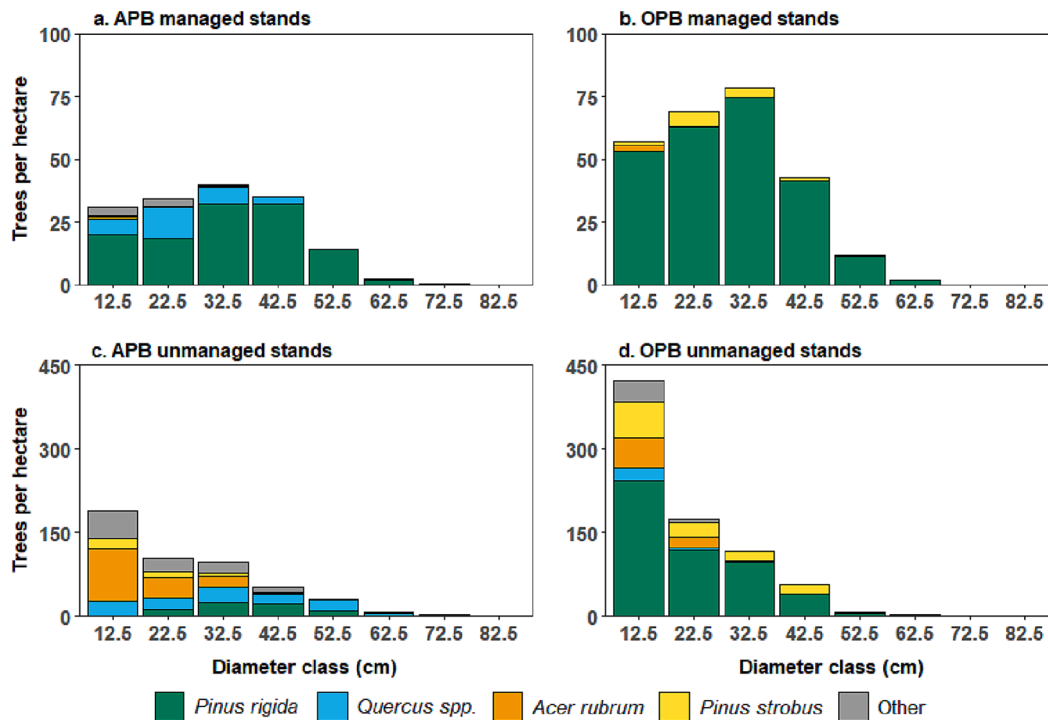 a. APB managed stands
b. OPB managed stands
Trees per hectare
100
75
50
25
0
12.5 22.5 32.5 42.5 52.5 62.5 72.5 82.5
100
75
50
25
0
12.5 22.5 32.5 42.5 52.5 62.5 72.5 82.5
c. APB unmanaged stands
d. OPB unmanaged stands
Trees per hectare
450
300
150
0
12.5 22.5 32.5 42.5 52.5 62.5 72.5 82.5
Diameter class (cm)
450
300
150
0
12.5 22.5 32.5 42.5 52.5 62.5 72.5 82.5
Diameter class (cm)
Pinus rigida Quercus spp. Acer rubrum Pinus strobus Other